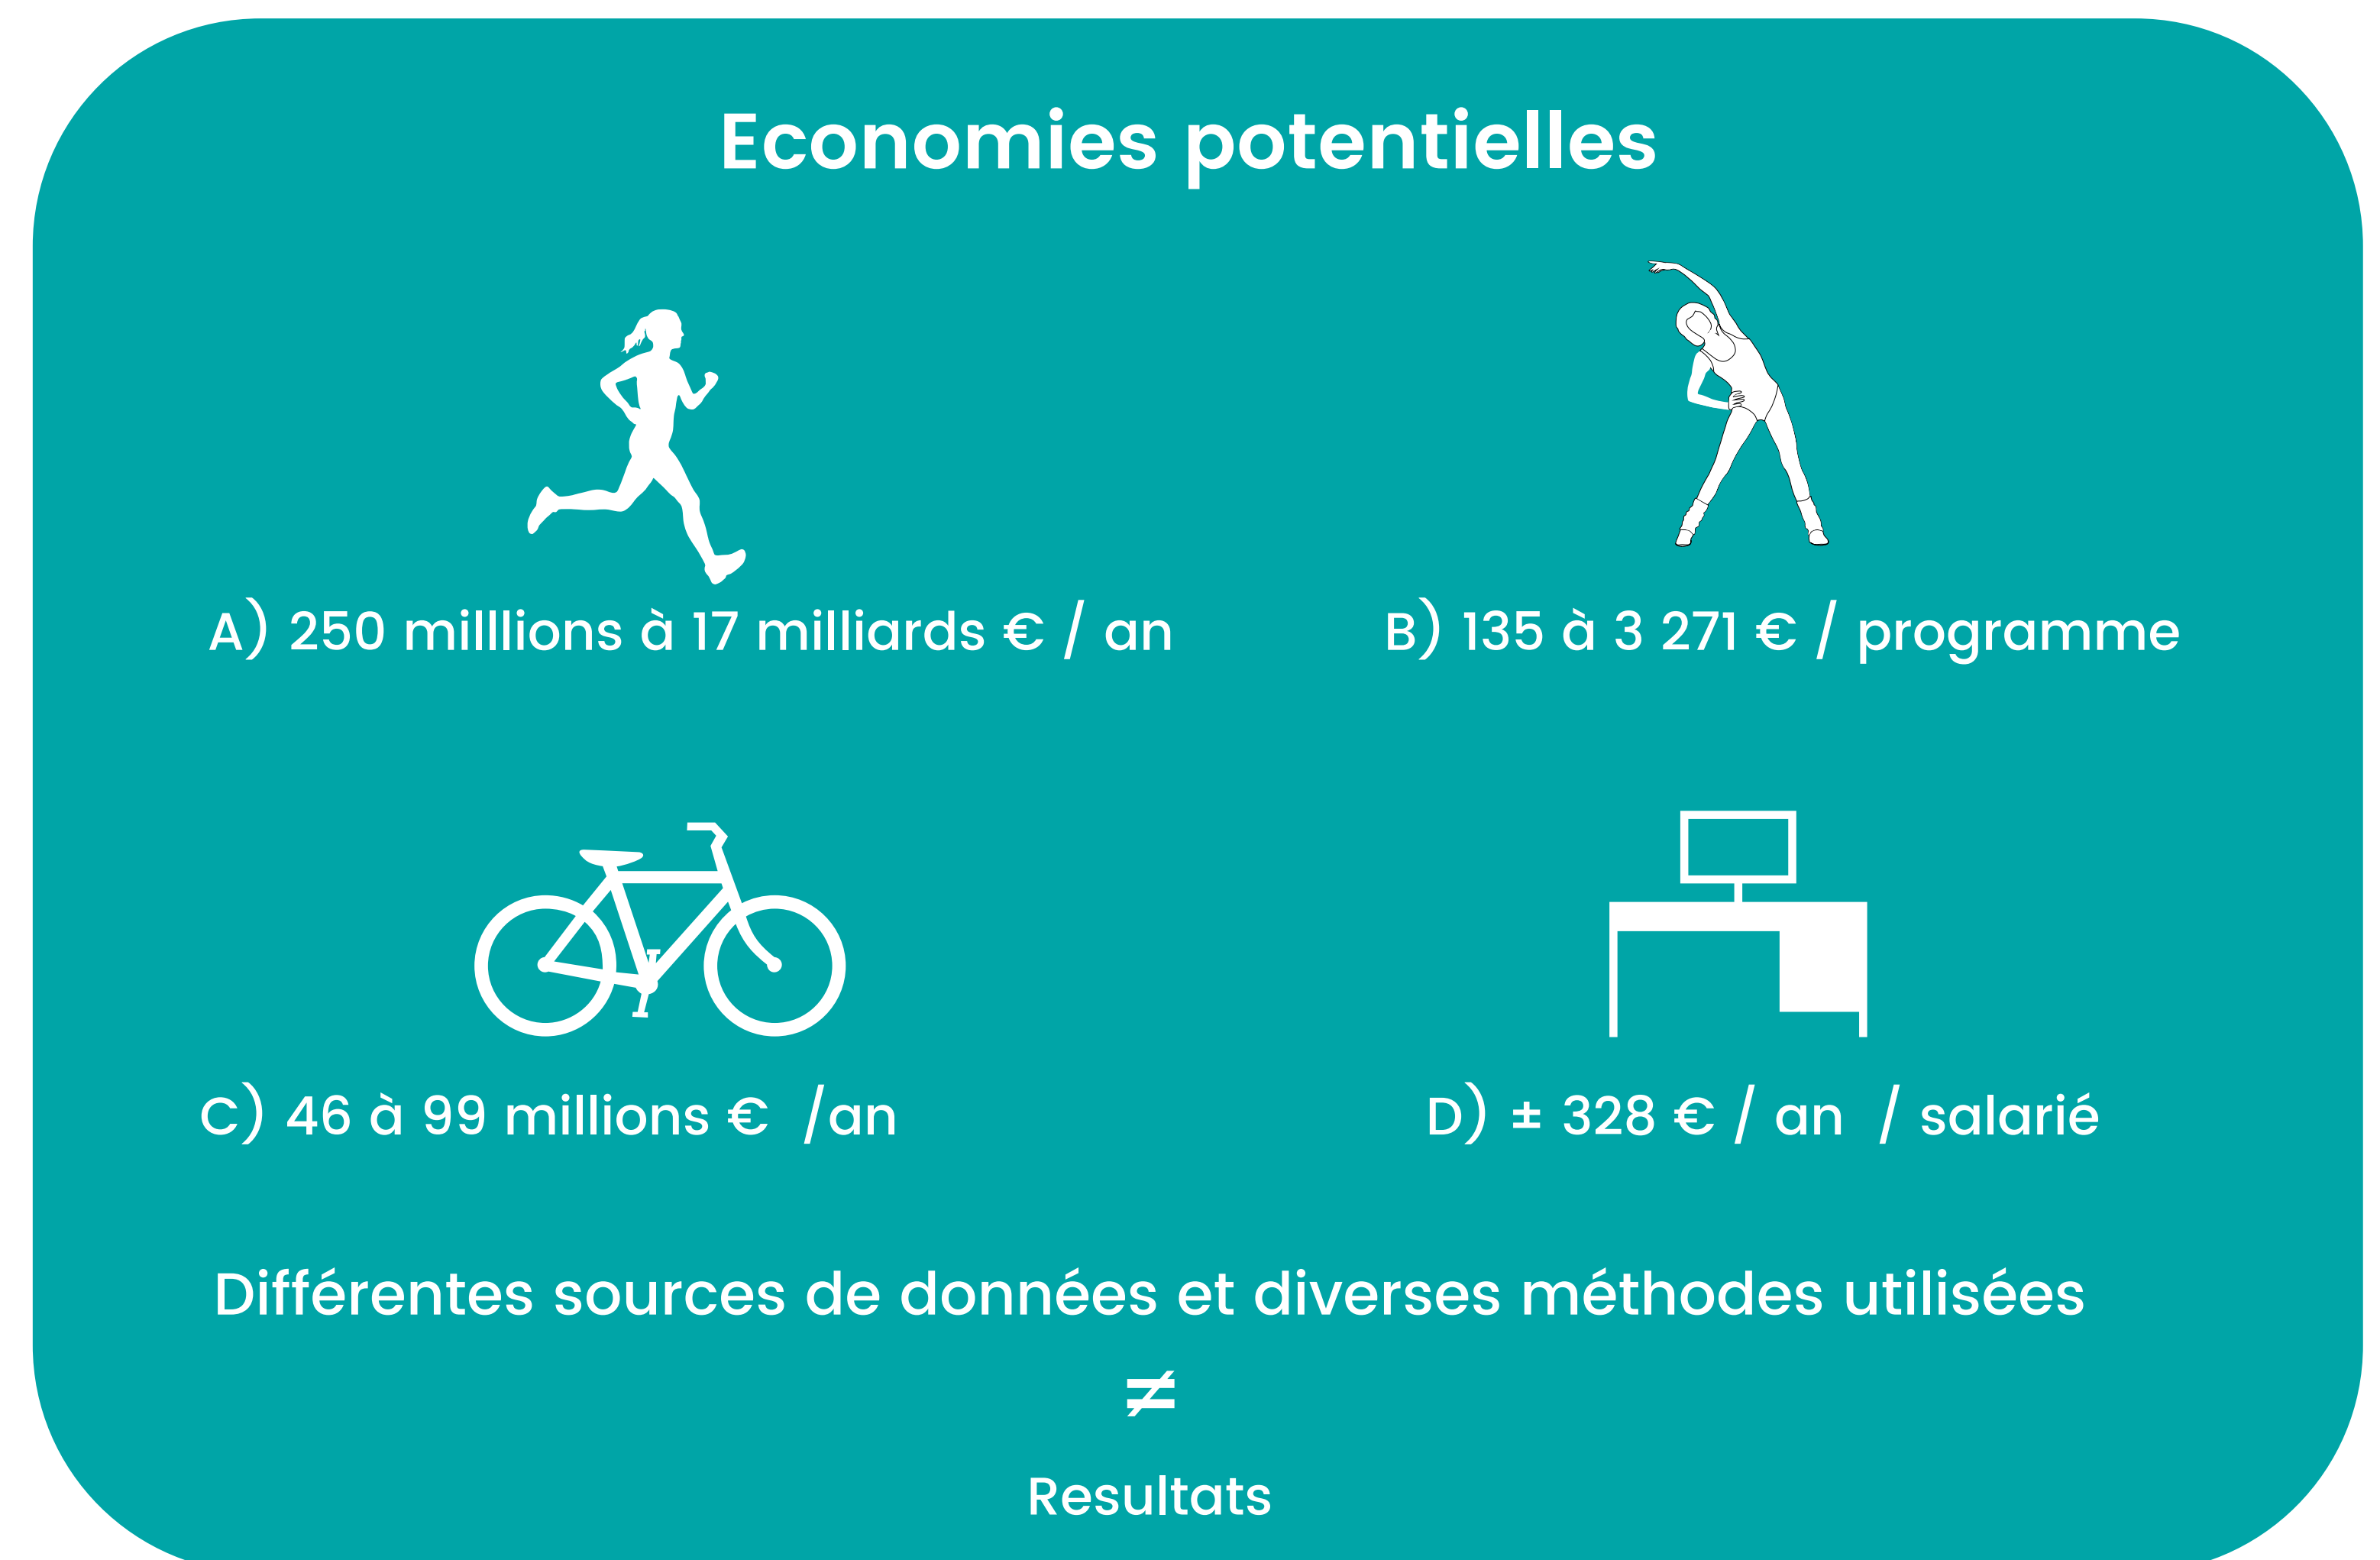 Economies potentielles
A) 250 milllions à 17 milliards € / an
B) 135 à 3 271 € / programme
C) 46 à 99 millions € /an
D) ± 328 € / an / salarié
Différentes sources de données et diverses méthodes utilisées
≠
Resultats